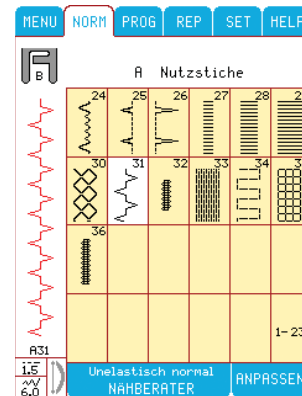 MENU NORM PROG REP SET HELP
B
A Nutzstiche
24 25 26 27 28
30 31 32 33 34
36
1-23
A31
1.5
6.0
Unelastisch normal
NÄHBERATER
ANPASSEN